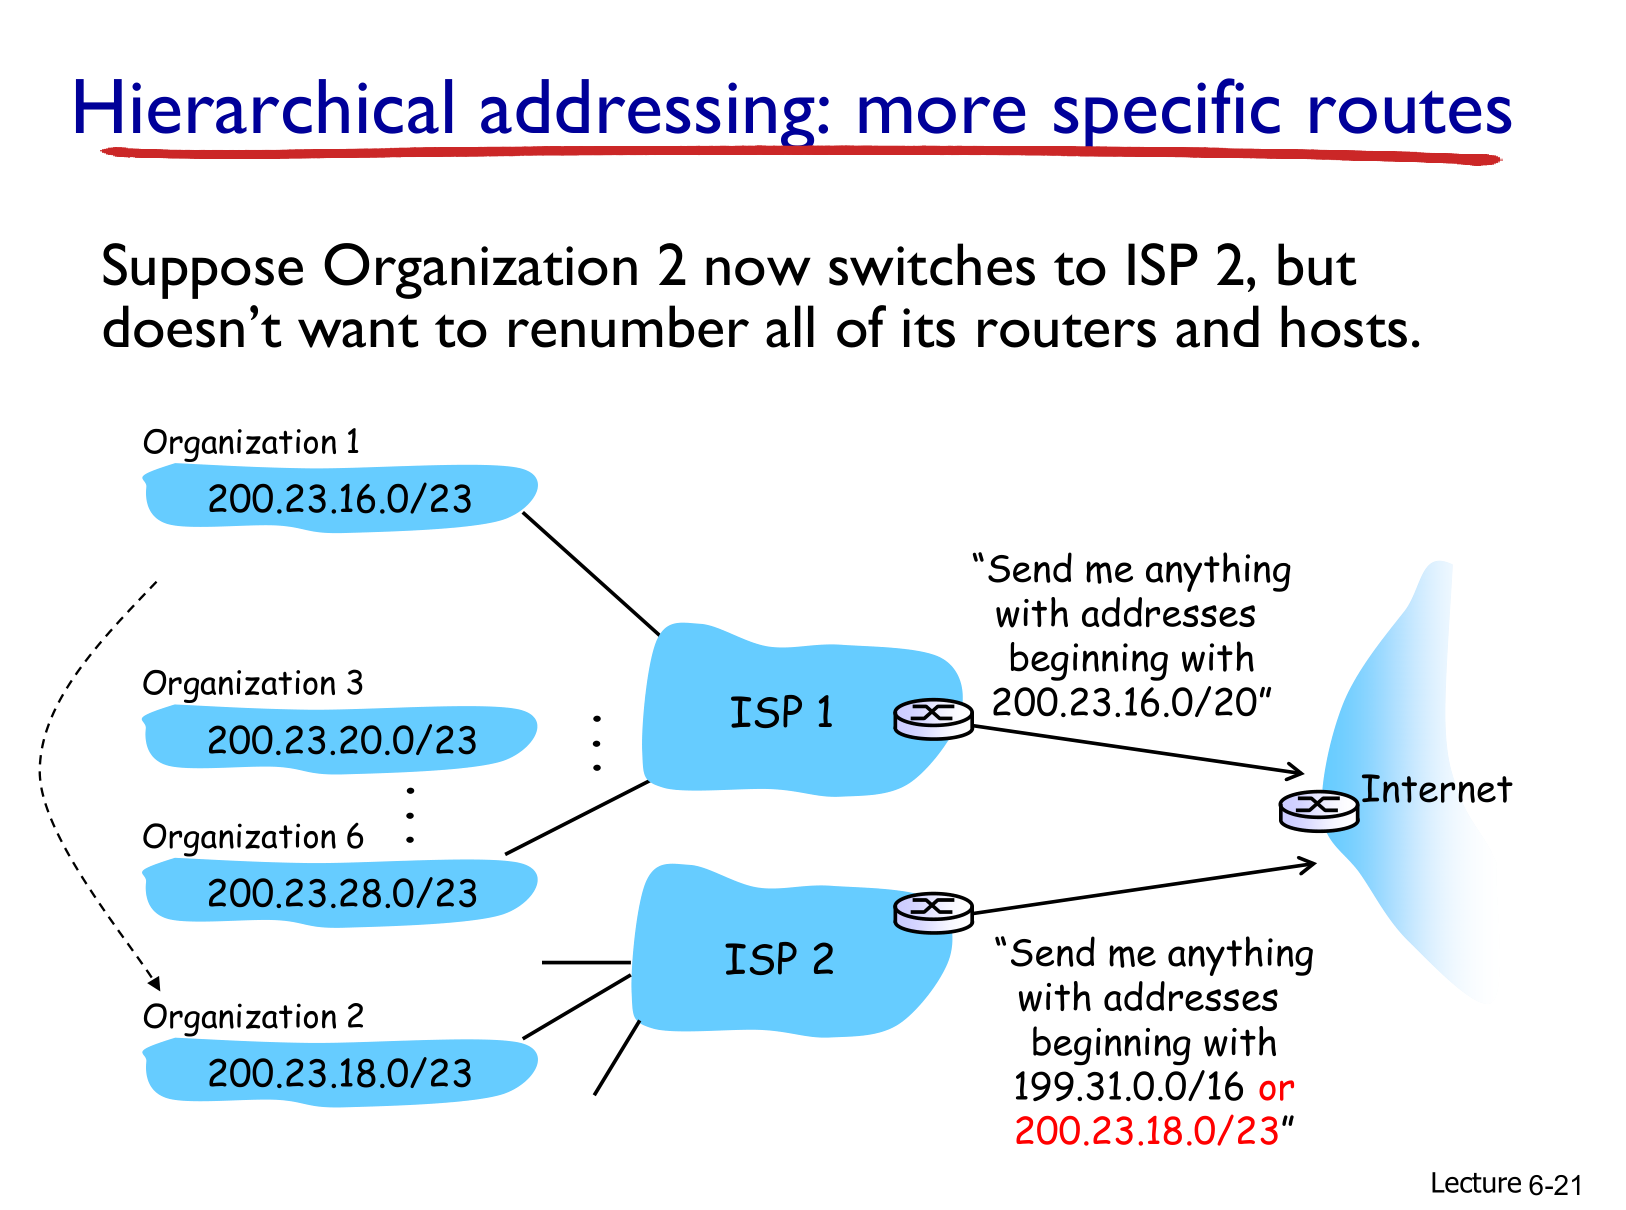 Hierarchical addressing: more specific routes
Suppose Organization 2 now switches to ISP 2, but
doesn’t want to renumber all of its routers and hosts.
Organization 1
200.23.16.0/23
Organization 3
200.23.20.0/23
Organization 6
200.23.28.0/23
Organization 2
200.23.18.0/23
ISP 1
ISP 2
“Send me anything
with addresses
beginning with
200.23.16.0/20”
Internet
“Send me anything
with addresses
beginning with
199.31.0.0/16 or
200.23.18.0/23”
Lecture 6-21